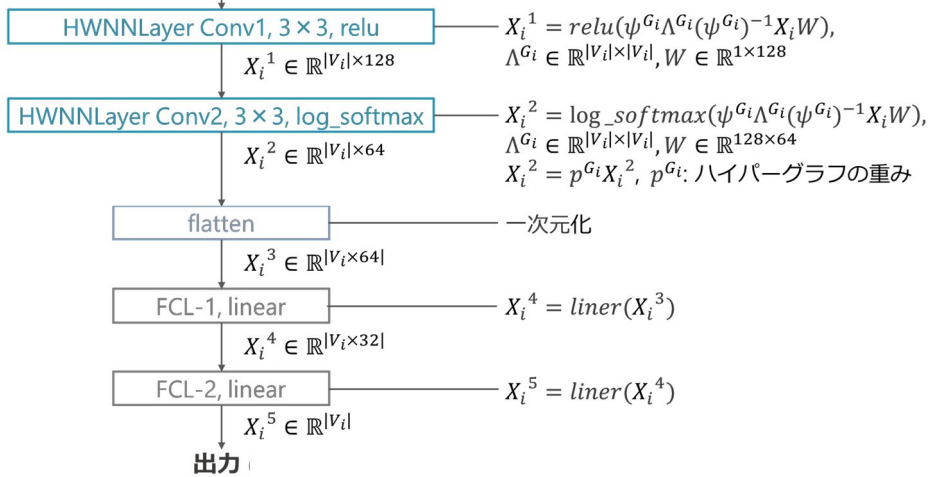 HWNNLayer Conv1, 3×3, relu
X_i^1 = relu(ψ^{G_i}Λ^{G_i}(ψ^{G_i})^{-1}X_iW),
Λ^{G_i} ∈ ℝ^{|V_i|×|V_i|}, W ∈ ℝ^{1×128}
X_i^1 ∈ ℝ^{|V_i|×128}
HWNNLayer Conv2, 3×3, log_softmax
X_i^2 = log_softmax(ψ^{G_i}Λ^{G_i}(ψ^{G_i})^{-1}X_iW),
Λ^{G_i} ∈ ℝ^{|V_i|×|V_i|}, W ∈ ℝ^{128×64}
X_i^2 = p^{G_i}X_i^2, p^{G_i}: ハイパーグラフの重み
X_i^2 ∈ ℝ^{|V_i|×64}
flatten
一次元化
X_i^3 ∈ ℝ^{|V_i×64|}
FCL-1, linear
X_i^4 = liner(X_i^3)
X_i^4 ∈ ℝ^{|V_i×32|}
FCL-2, linear
X_i^5 = liner(X_i^4)
X_i^5 ∈ ℝ^{|V_i|}
出力